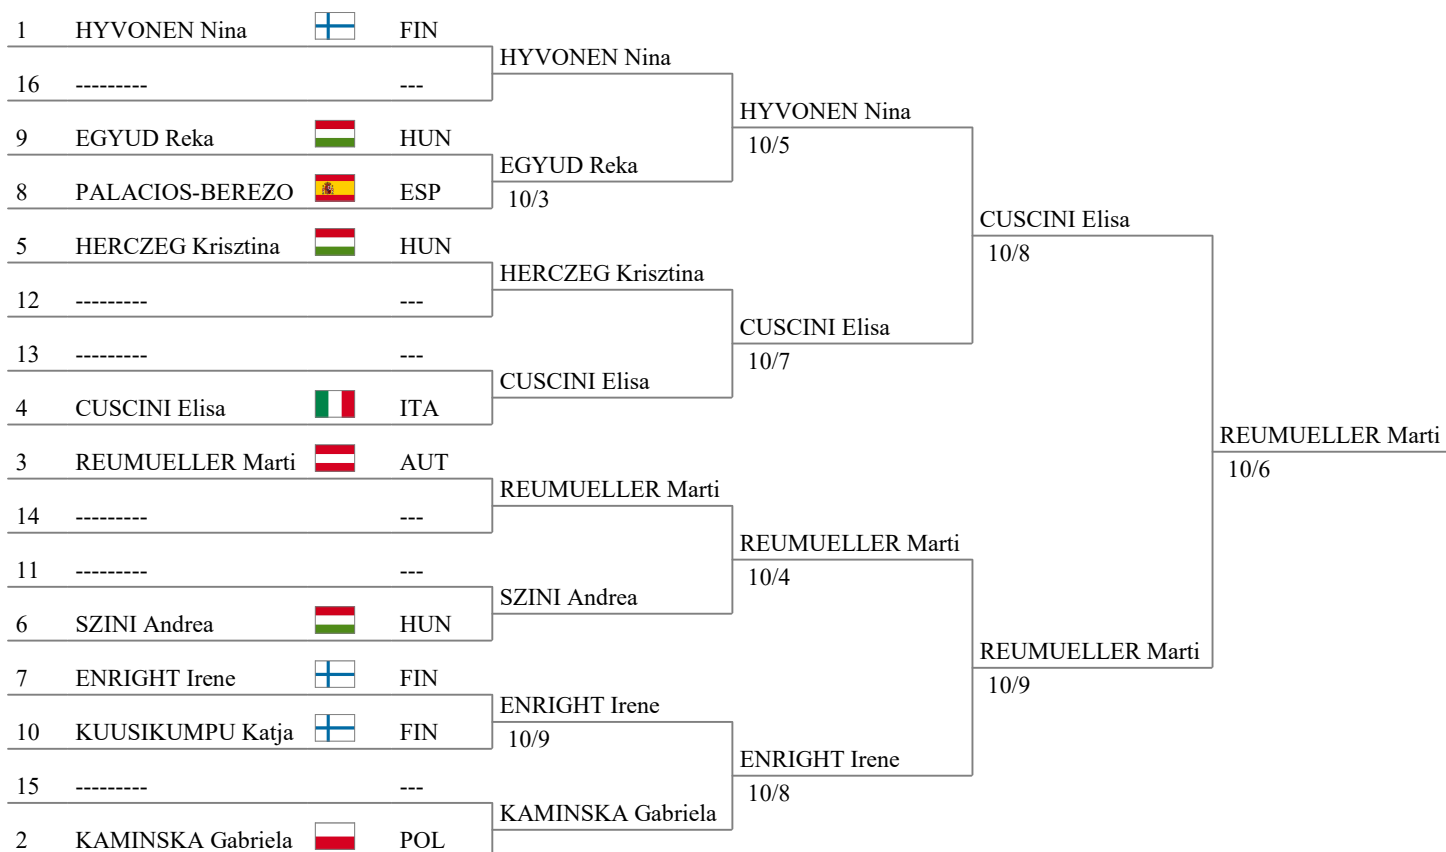 1 HYVONEN Nina FIN
HYVONEN Nina
16 --------- ---
HYVONEN Nina
10/5
9 EGYUD Reka HUN
EGYUD Reka
10/3
8 PALACIOS-BEREZO ESP
CUSCINI Elisa
10/8
5 HERCZEG Krisztina HUN
HERCZEG Krisztina
12 --------- ---
CUSCINI Elisa
10/7
13 --------- ---
CUSCINI Elisa
4 CUSCINI Elisa ITA
REUMUELLER Marti
10/6
3 REUMUELLER Marti AUT
REUMUELLER Marti
14 --------- ---
REUMUELLER Marti
10/4
11 --------- ---
SZINI Andrea
6 SZINI Andrea HUN
REUMUELLER Marti
10/9
7 ENRIGHT Irene FIN
ENRIGHT Irene
10/9
10 KUUSIKUMPU Katja FIN
ENRIGHT Irene
10/8
15 --------- ---
KAMINSKA Gabriela
2 KAMINSKA Gabriela POL